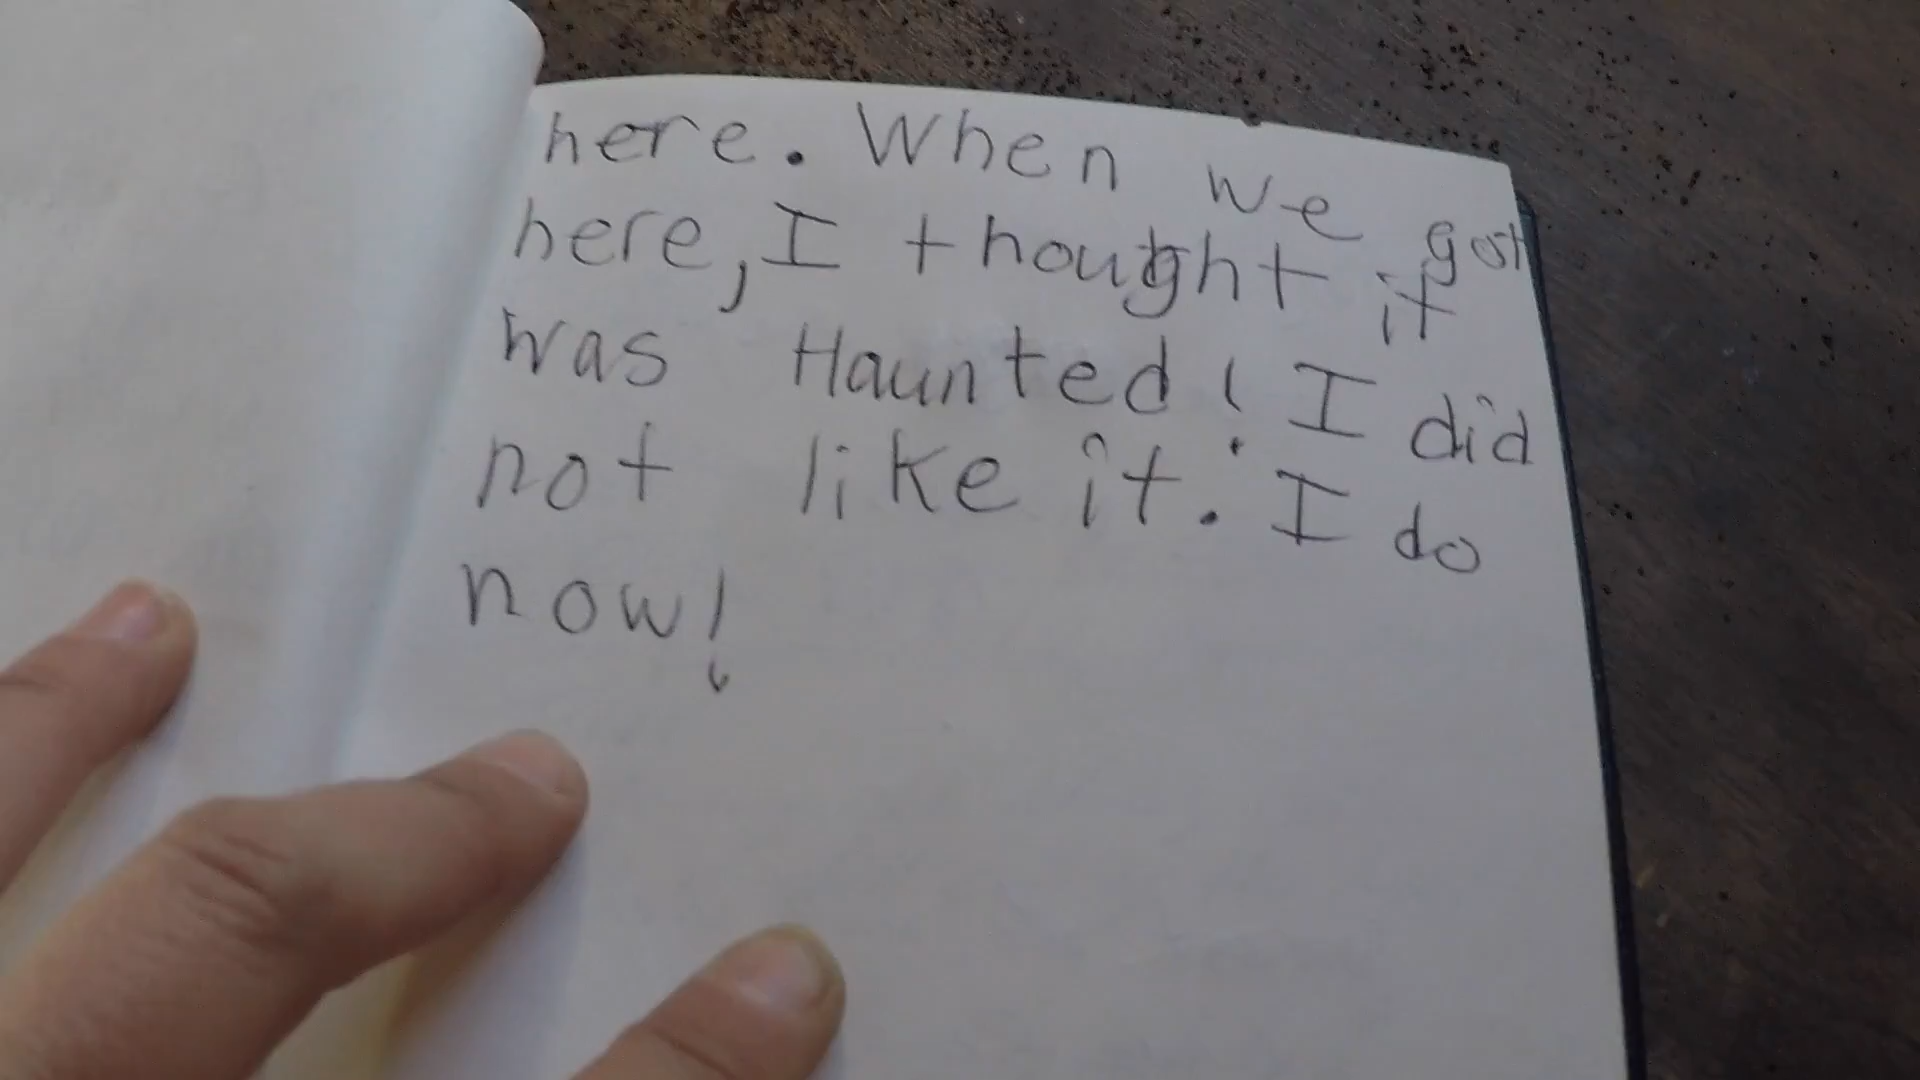 here. When we got
here, I thought it
was Haunted! I did
not like it. I do
now!